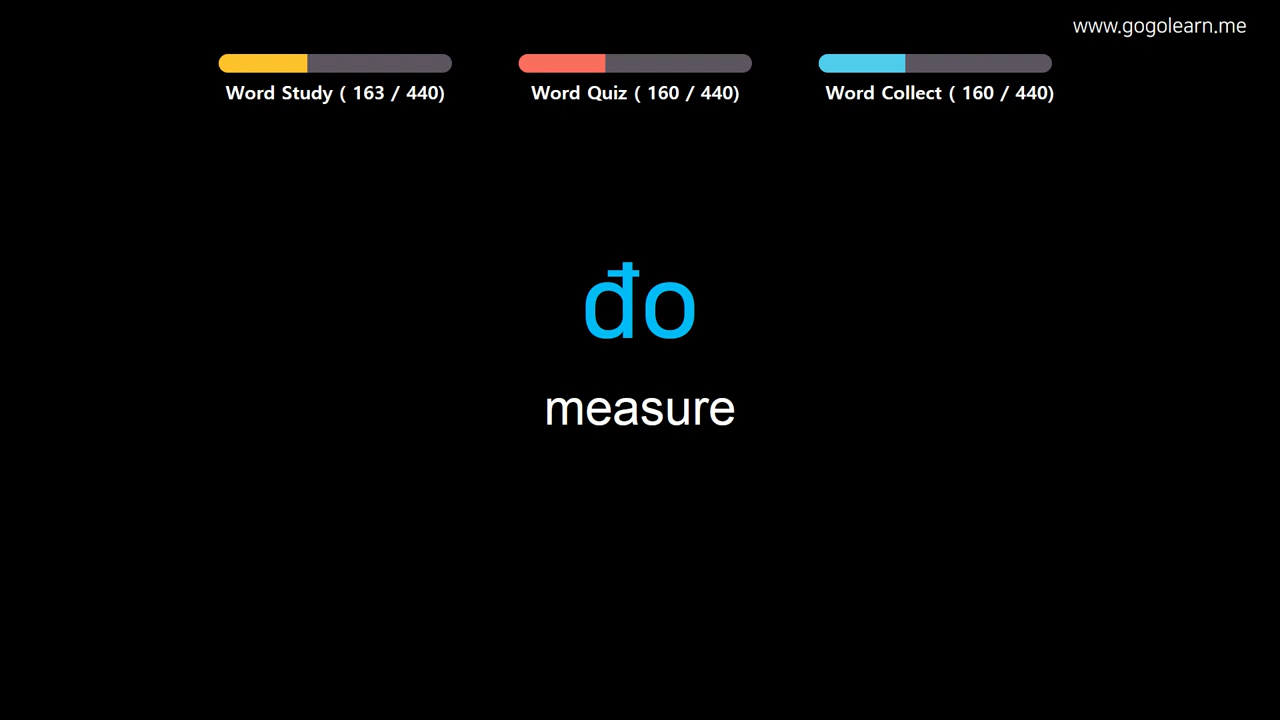 www.gogolearn.me
Word Study ( 163 / 440)
Word Quiz ( 160 / 440)
Word Collect ( 160 / 440)
đo
measure